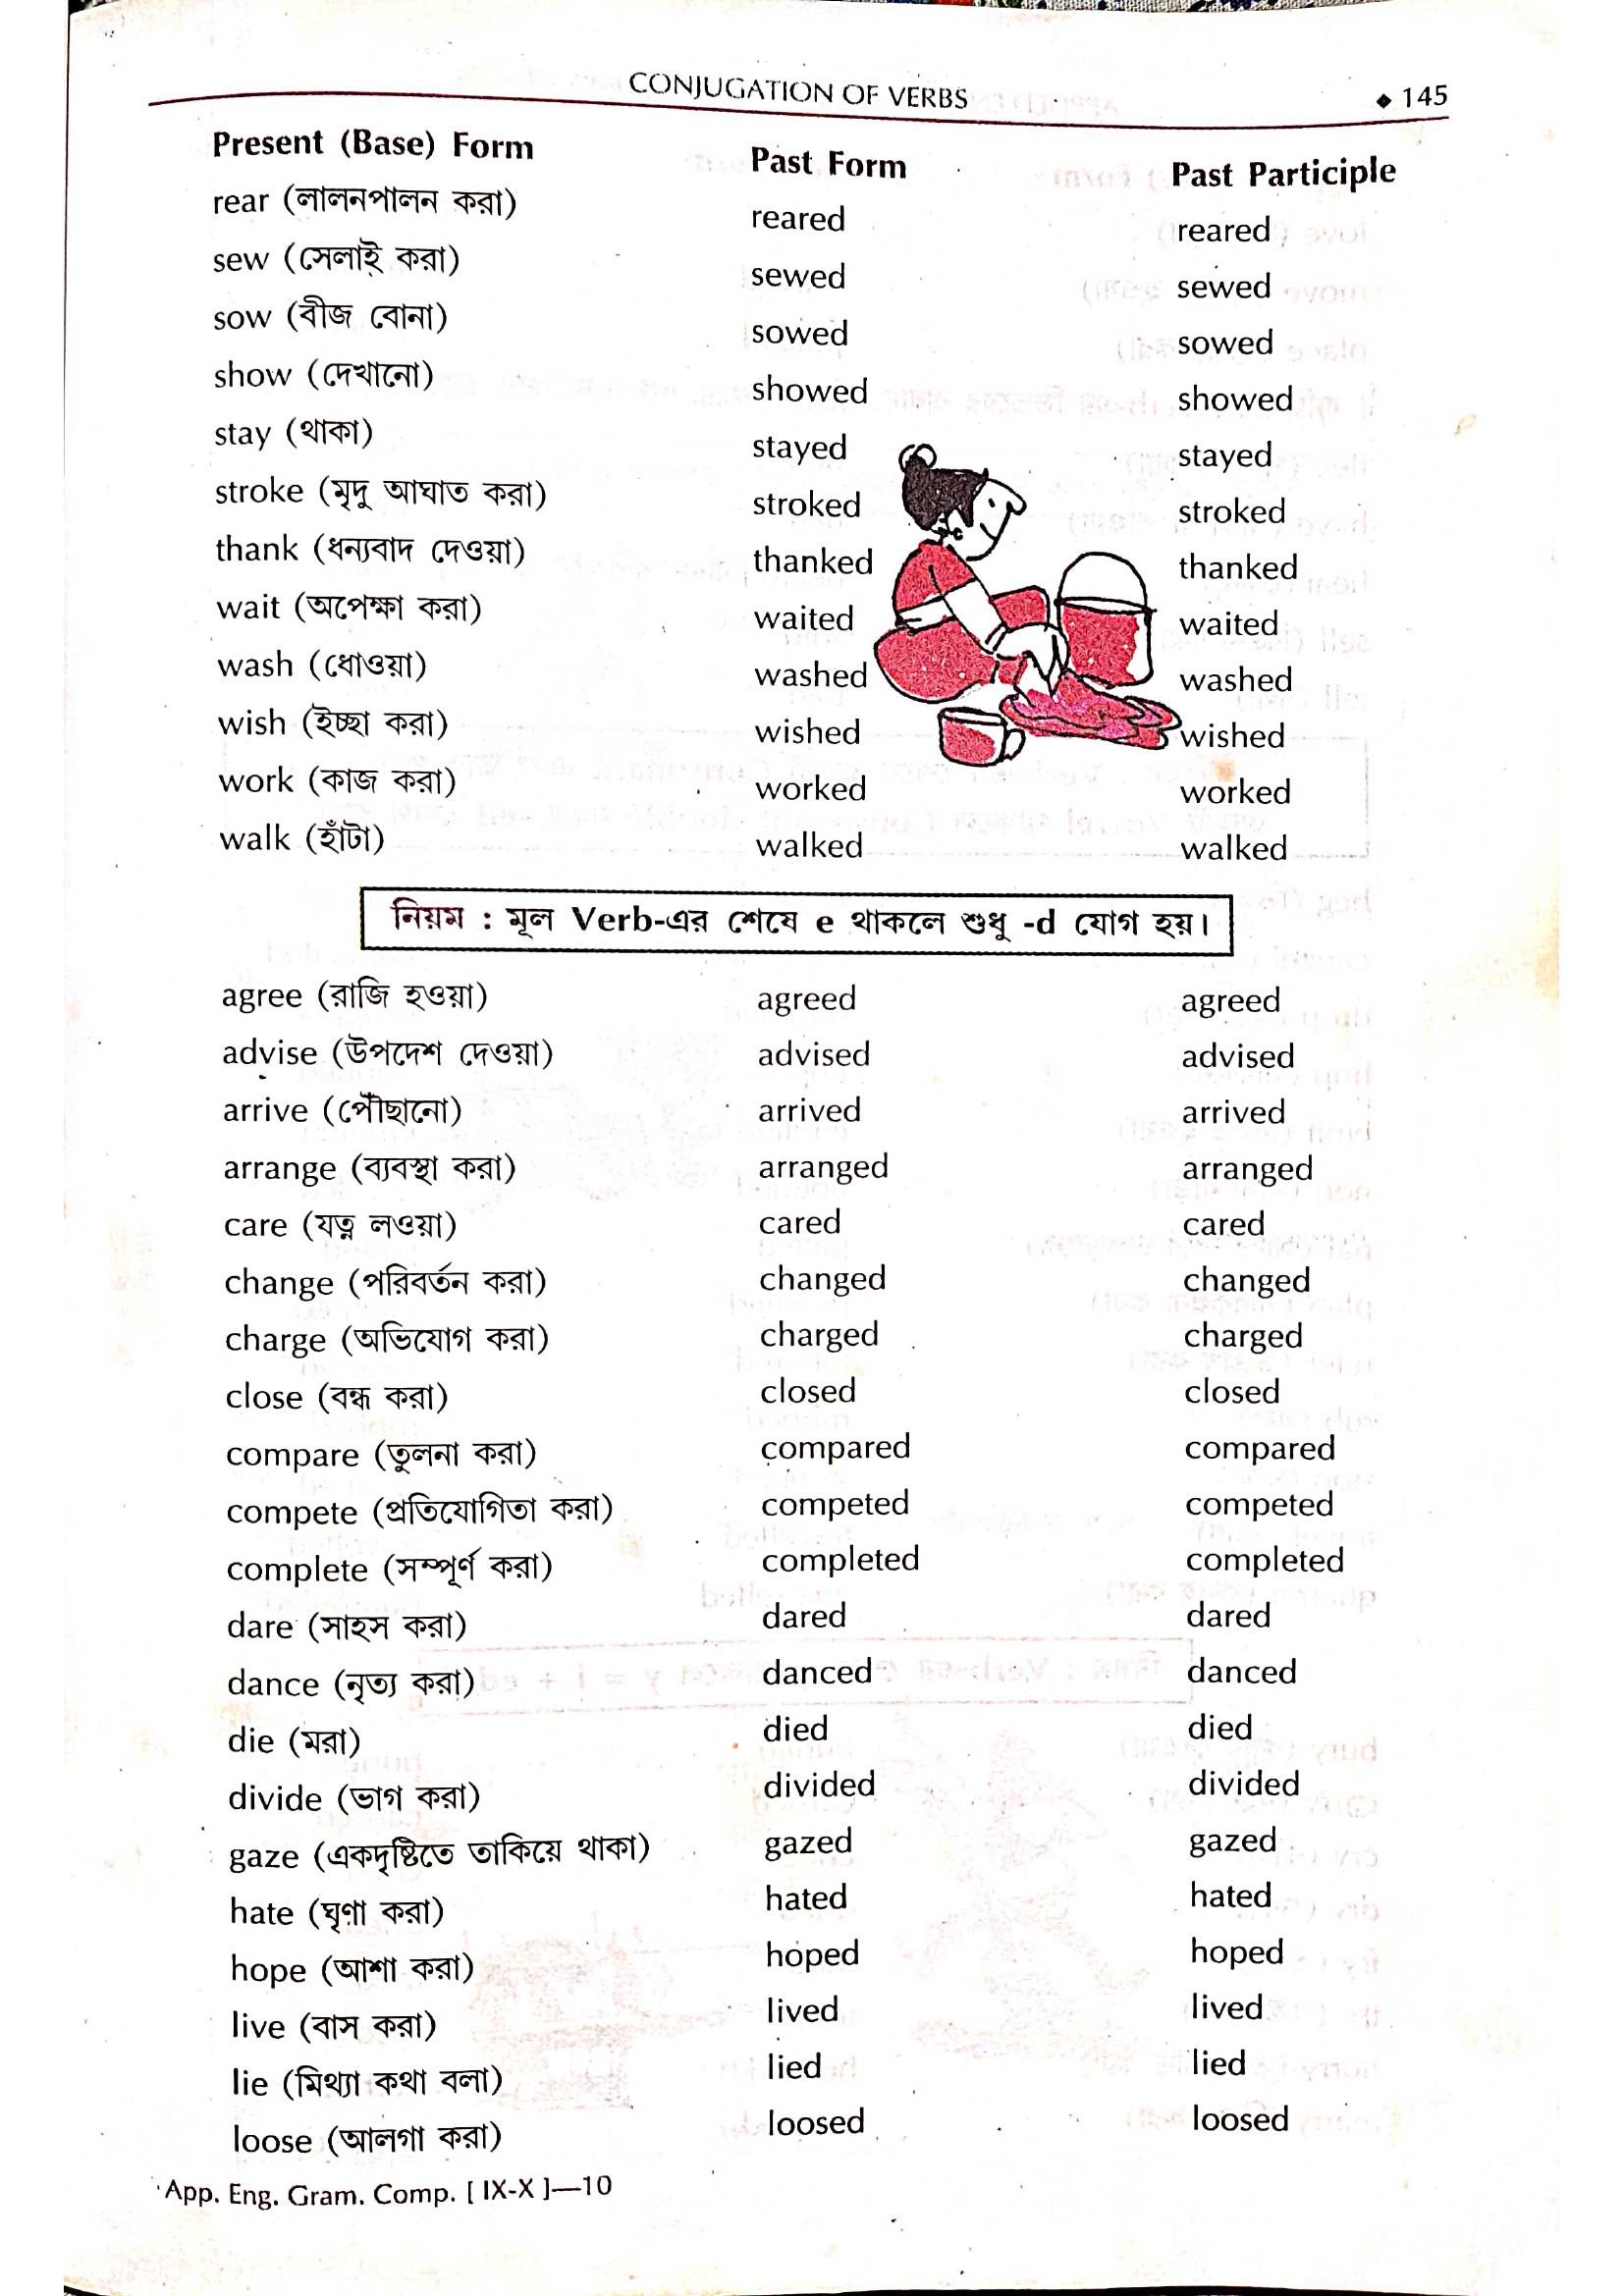 CONJUGATION OF VERBS ◆ 145
Present (Base) Form Past Form Past Participle
rear (লালনপালন করা) reared reared
sew (সেলাই করা) sewed sewed
sow (বীজ বোনা) sowed sowed
show (দেখানো) showed showed
stay (থাকা) stayed stayed
stroke (মৃদু আঘাত করা) stroked stroked
thank (ধন্যবাদ দেওয়া) thanked thanked
wait (অপেক্ষা করা) waited waited
wash (ধোওয়া) washed washed
wish (ইচ্ছা করা) wished wished
work (কাজ করা) worked worked
walk (হাঁটা) walked walked
নিয়ম : মূল Verb-এর শেষে e থাকলে শুধু -d যোগ হয়।
agree (রাজি হওয়া) agreed agreed
advise (উপদেশ দেওয়া) advised advised
arrive (পৌঁছানো) arrived arrived
arrange (ব্যবস্থা করা) arranged arranged
care (যত্ন লওয়া) cared cared
change (পরিবর্তন করা) changed changed
charge (অভিযোগ করা) charged charged
close (বন্ধ করা) closed closed
compare (তুলনা করা) compared compared
compete (প্রতিযোগিতা করা) competed competed
complete (সম্পূর্ণ করা) completed completed
dare (সাহস করা) dared dared
dance (নৃত্য করা) danced danced
die (মরা) died died
divide (ভাগ করা) divided divided
gaze (একদৃষ্টিতে তাকিয়ে থাকা) gazed gazed
hate (ঘৃণা করা) hated hated
hope (আশা করা) hoped hoped
live (বাস করা) lived lived
lie (মিথ্যা কথা বলা) lied lied
loose (আলগা করা) loosed loosed
App. Eng. Gram. Comp. [ IX-X ]—10